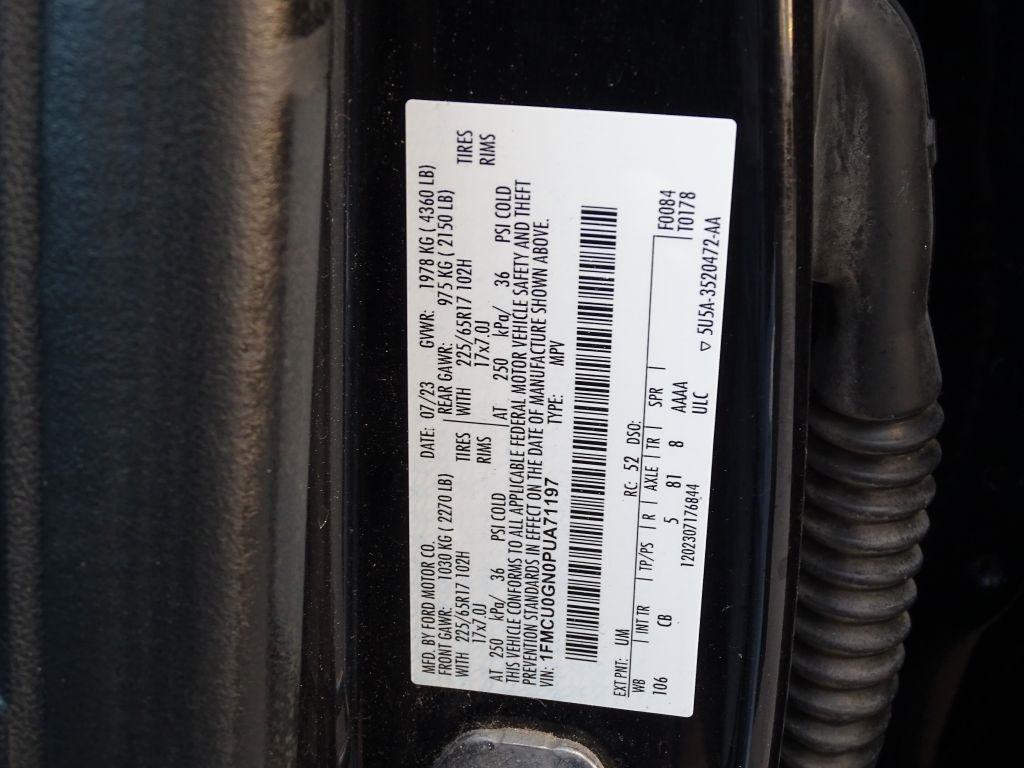 MFD. BY FORD MOTOR CO. DATE: 07/23 GVWR: 1978 KG ( 4360 LB)
FRONT GAWR: 1030 KG ( 2270 LB) REAR GAWR: 975 KG ( 2150 LB)
WITH 225/65R17 102H TIRES WITH 225/65R17 102H TIRES
17x7.0J RIMS 17x7.0J RIMS
AT 250 kPa/ 36 PSI COLD AT 250 kPa/ 36 PSI COLD
THIS VEHICLE CONFORMS TO ALL APPLICABLE FEDERAL MOTOR VEHICLE SAFETY AND THEFT
PREVENTION STANDARDS IN EFFECT ON THE DATE OF MANUFACTURE SHOWN ABOVE.
VIN: 1FMCU0GN0PUA71197 TYPE: MPV
EXT PNT: UM RC: 52 DSO: F0084
WB | INT TR | TP/PS | R | AXLE | TR | SPR | T0178
106 CB 5 81 8 AAAA
1202307176844 ULC ▽ 5U5A-3520472-AA